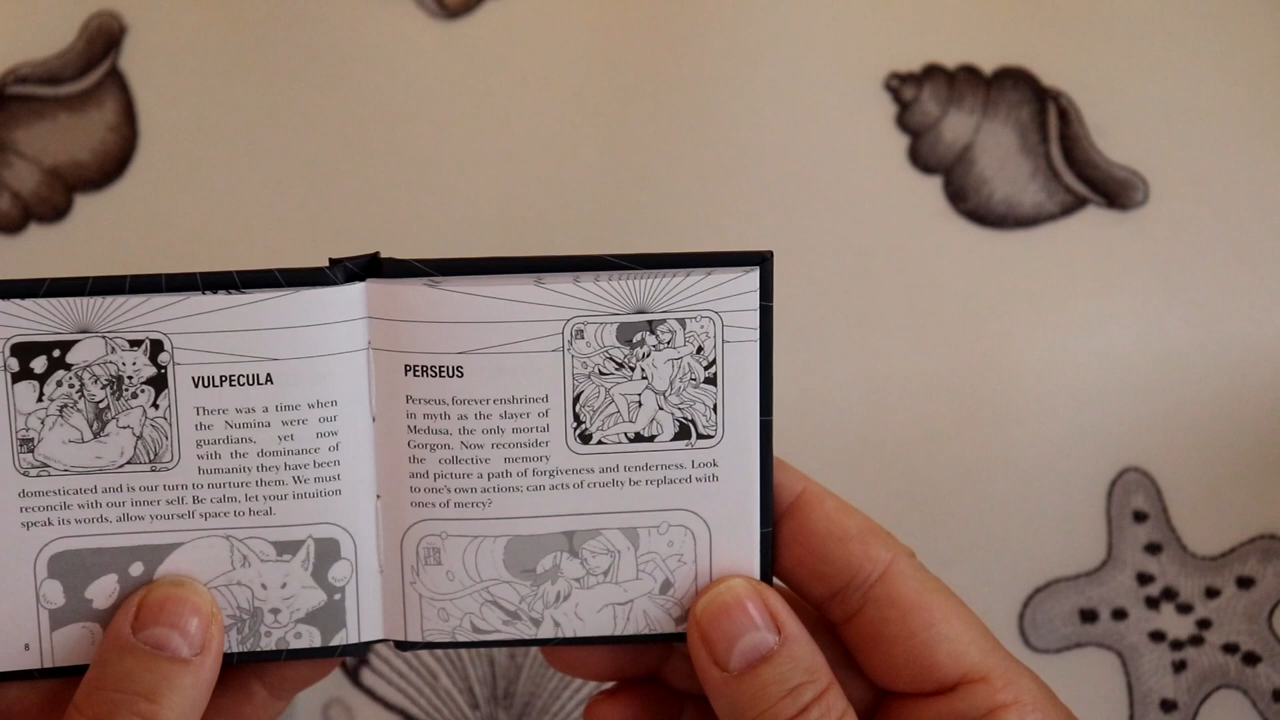 VULPECULA
There was a time when
the Numina were our
guardians, yet now
with the dominance of
humanity they have been
domesticated and is our turn to nurture them. We must
reconcile with our inner self. Be calm, let your intuition
speak its words, allow yourself space to heal.
8
PERSEUS
Perseus, forever enshrined
in myth as the slayer of
Medusa, the only mortal
Gorgon. Now reconsider
the collective memory
and picture a path of forgiveness and tenderness. Look
to one's own actions; can acts of cruelty be replaced with
ones of mercy?